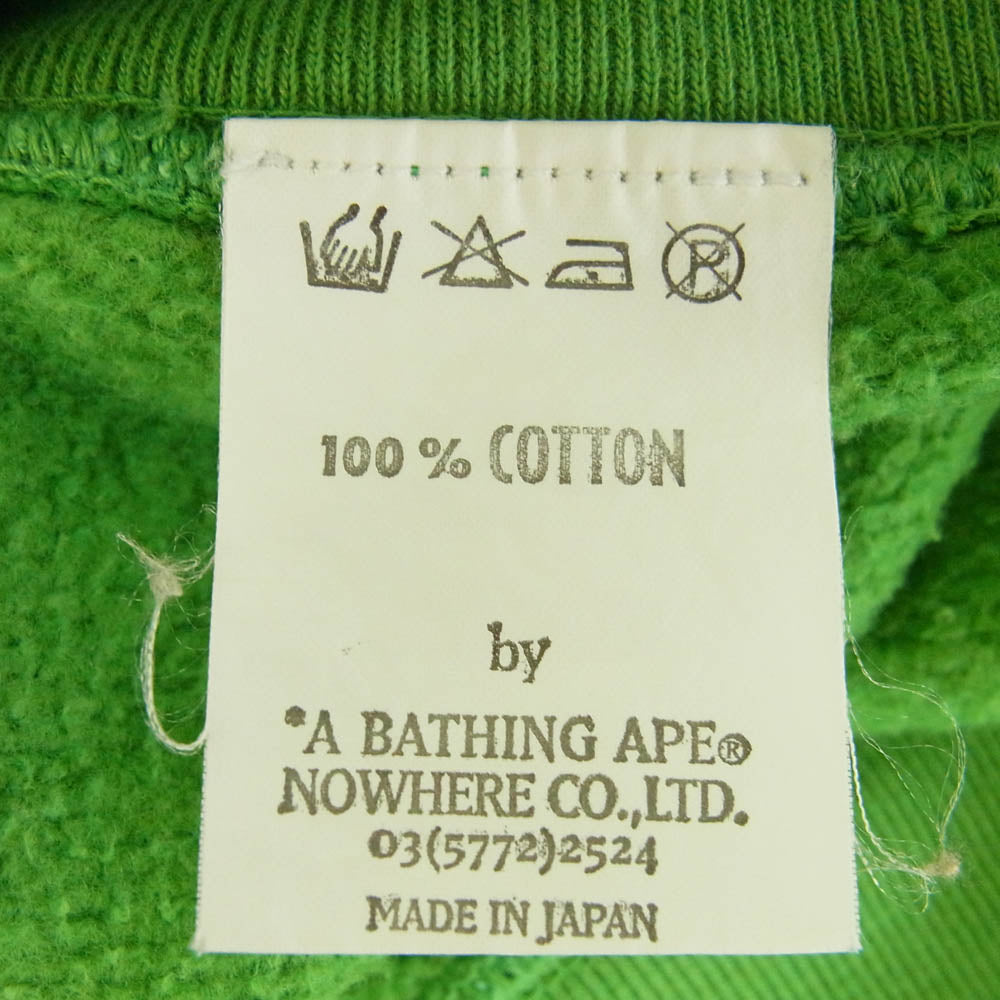 P
100 % COTTON
by
*A BATHING APE®
NOWHERE CO.,LTD.
03(5772)2524
MADE IN JAPAN